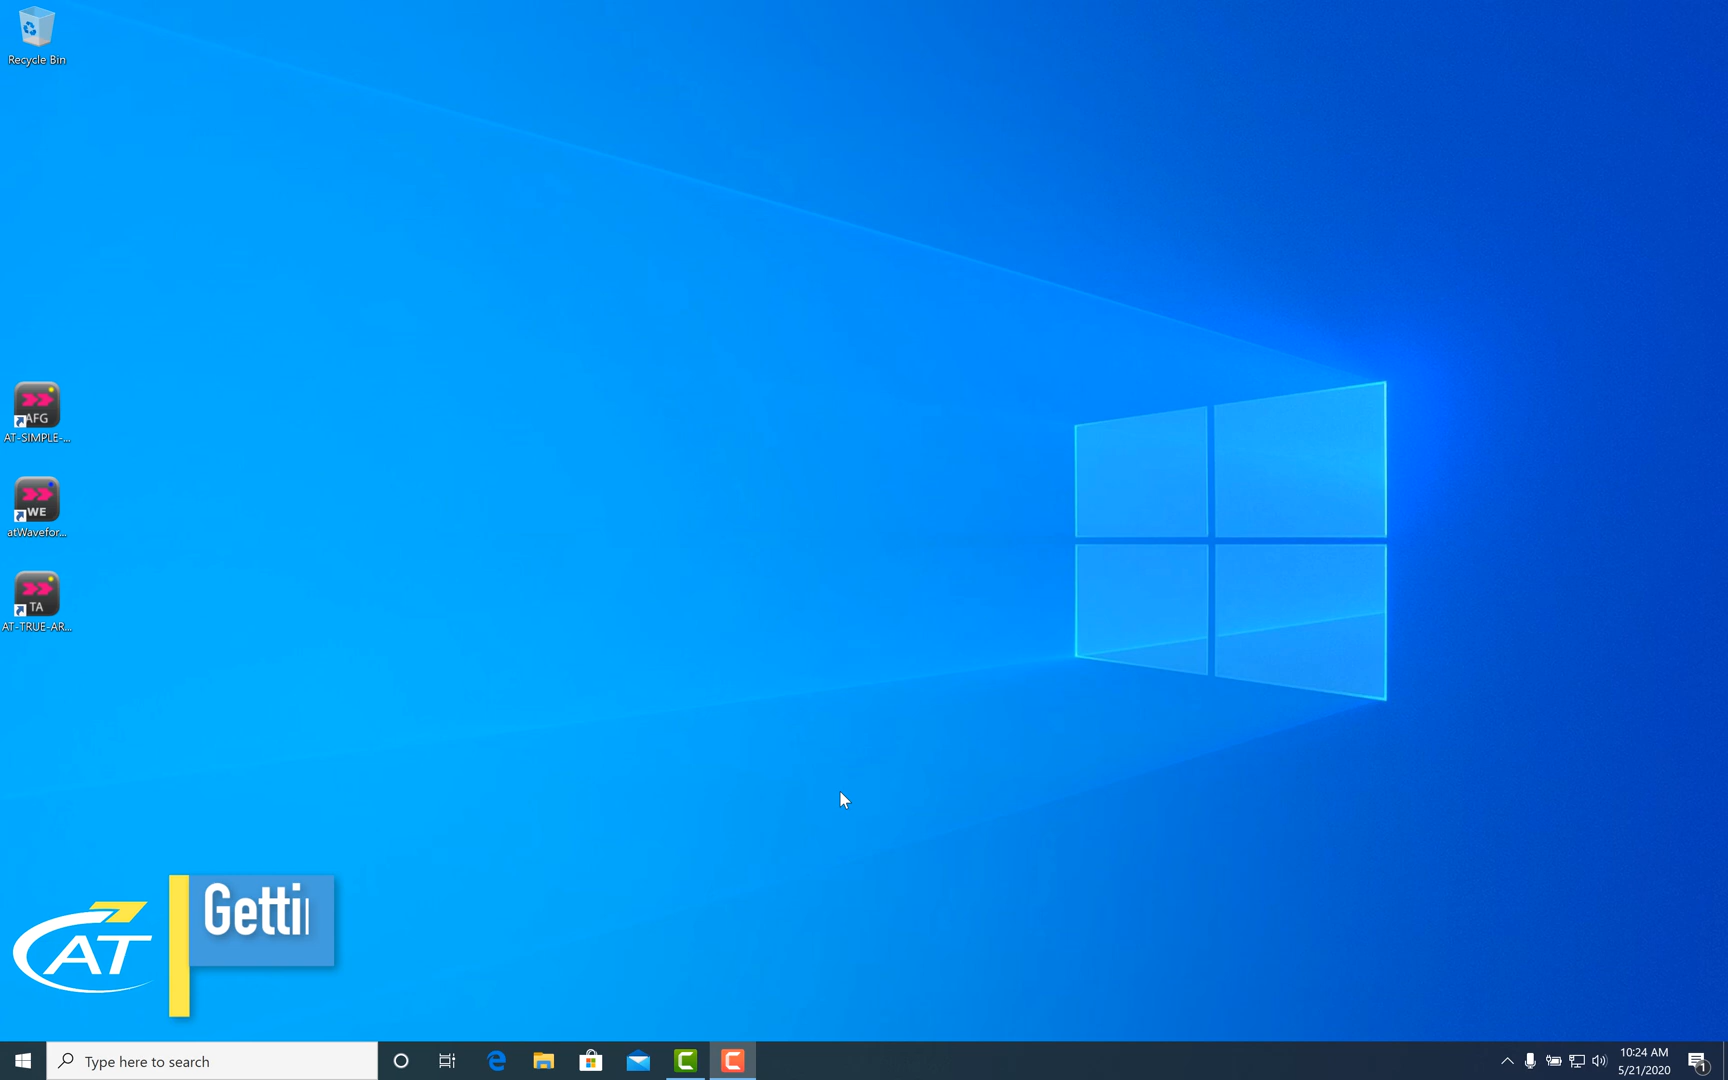 Recycle Bin
AFG
AT-SIMPLE-...
WE
atWavefor...
TA
AT-TRUE-AR...
AT
Getti
Type here to search
10:24 AM
5/21/2020
1